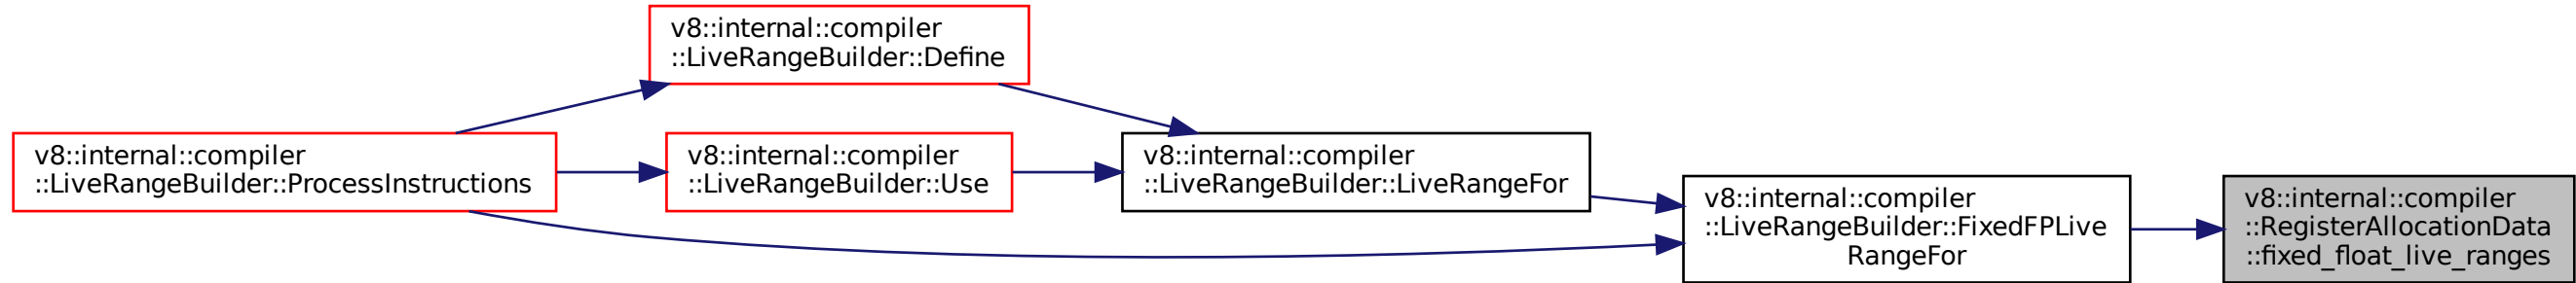 v8::internal::compiler
::LiveRangeBuilder::Define
v8::internal::compiler
::LiveRangeBuilder::ProcessInstructions
v8::internal::compiler
::LiveRangeBuilder::Use
v8::internal::compiler
::LiveRangeBuilder::LiveRangeFor
v8::internal::compiler
::LiveRangeBuilder::FixedFPLive
RangeFor
v8::internal::compiler
::RegisterAllocationData
::fixed_float_live_ranges